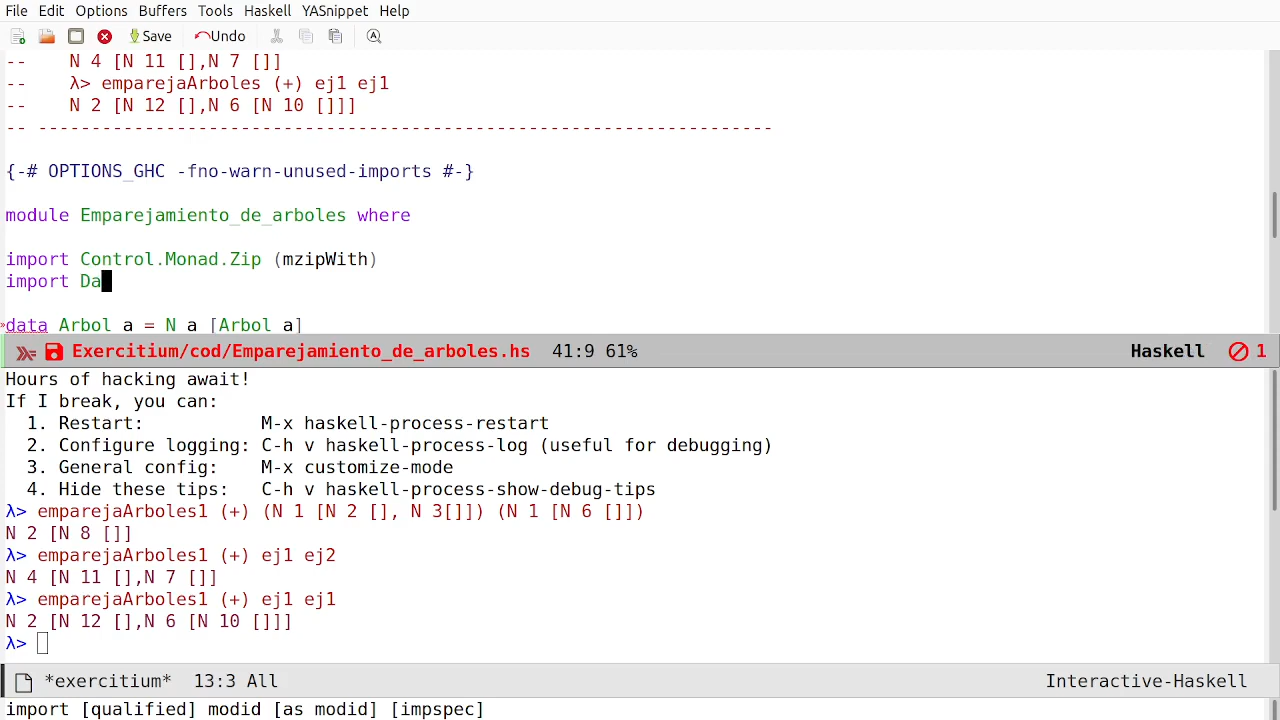 File Edit Options Buffers Tools Haskell YASnippet Help
Save Undo
--    N 4 [N 11 [],N 7 []]
--    λ> emparejaArboles (+) ej1 ej1
--    N 2 [N 12 [],N 6 [N 10 []]]
-- ---------------------------------------------------------------------
{-# OPTIONS_GHC -fno-warn-unused-imports #-}
module Emparejamiento_de_arboles where
import Control.Monad.Zip (mzipWith)
import Da
»data Arbol a = N a [Arbol a]
Exercitium/cod/Emparejamiento_de_arboles.hs  41:9 61%  Haskell  1
Hours of hacking await!
If I break, you can:
  1. Restart:           M-x haskell-process-restart
  2. Configure logging: C-h v haskell-process-log (useful for debugging)
  3. General config:    M-x customize-mode
  4. Hide these tips:   C-h v haskell-process-show-debug-tips
λ> emparejaArboles1 (+) (N 1 [N 2 [], N 3[]]) (N 1 [N 6 []])
N 2 [N 8 []]
λ> emparejaArboles1 (+) ej1 ej2
N 4 [N 11 [],N 7 []]
λ> emparejaArboles1 (+) ej1 ej1
N 2 [N 12 [],N 6 [N 10 []]]
λ>
*exercitium*  13:3 All  Interactive-Haskell
import [qualified] modid [as modid] [impspec]